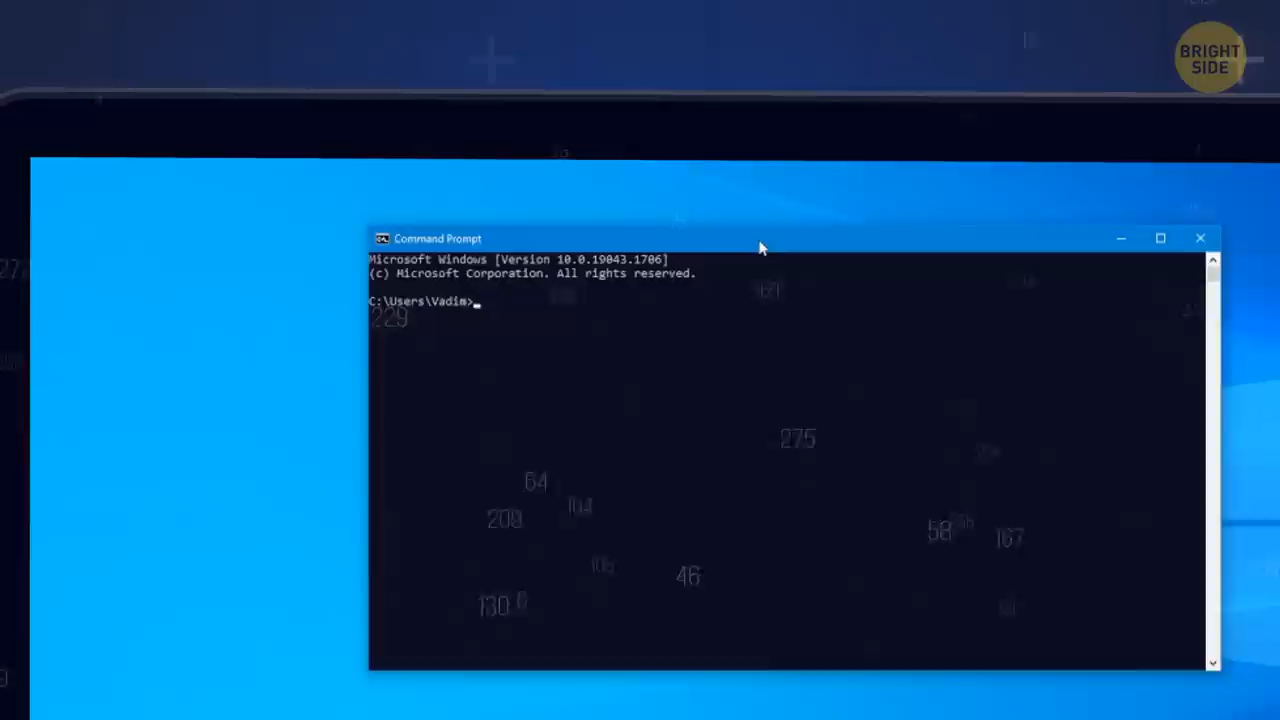 BRIGHT
SIDE
Command Prompt
Microsoft Windows [Version 10.0.19043.1706]
(c) Microsoft Corporation. All rights reserved.
C:\Users\Vadim>
229
275
64
104
209
58
167
46
130